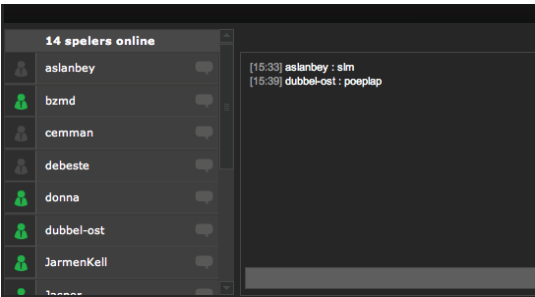 14 spelers online
aslanbey
bzmd
cemman
debeste
donna
dubbel-ost
JarmenKell
Jasper
[15:33] aslanbey : slm
[15:39] dubbel-ost : poeplap